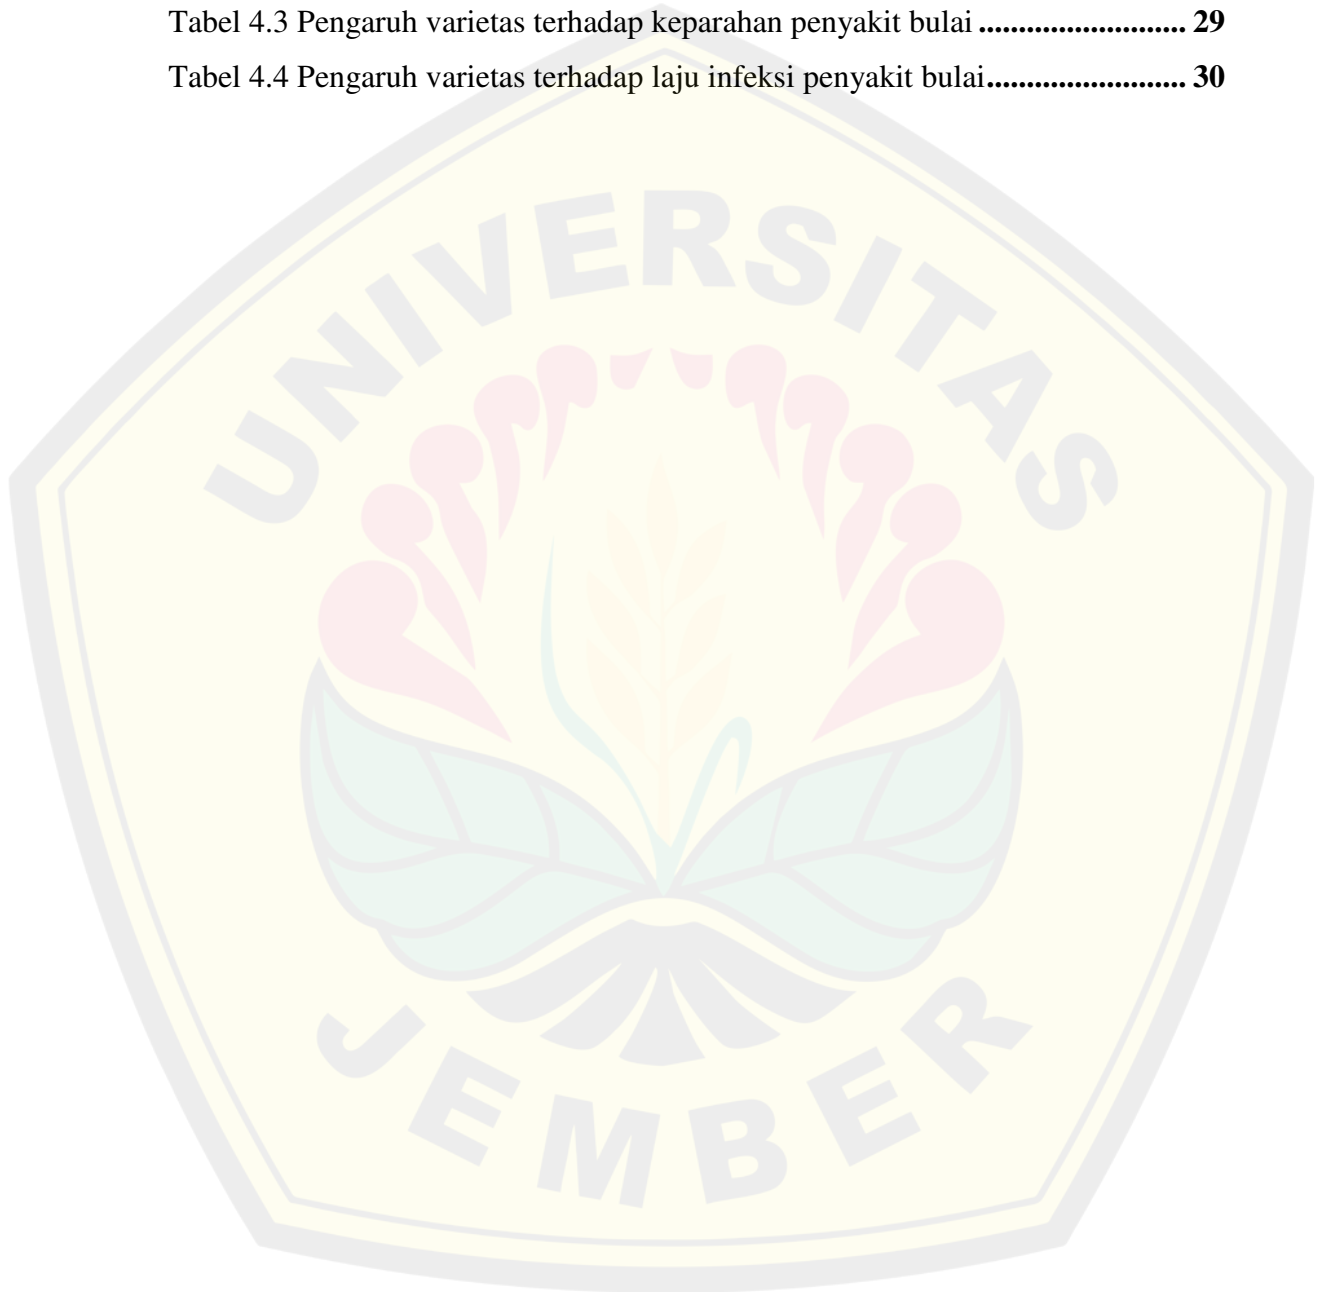 Tabel 4.3 Pengaruh varietas terhadap keparahan penyakit bulai .......................... 29
Tabel 4.4 Pengaruh varietas terhadap laju infeksi penyakit bulai......................... 30
UNIVERSITAS
JEMBER